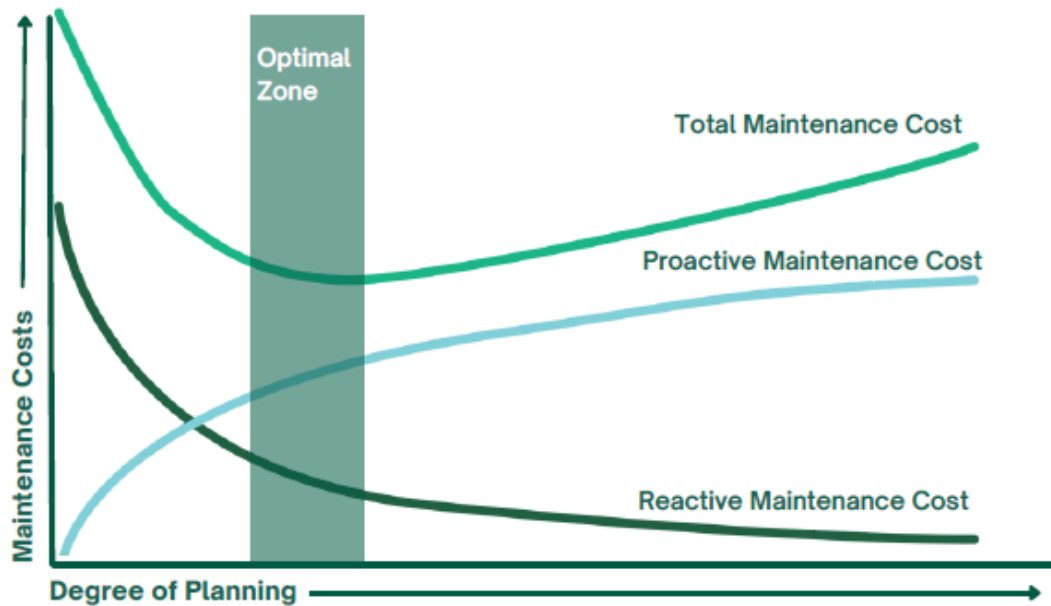 Optimal
Zone
Total Maintenance Cost
Proactive Maintenance Cost
Maintenance Costs
Reactive Maintenance Cost
Degree of Planning